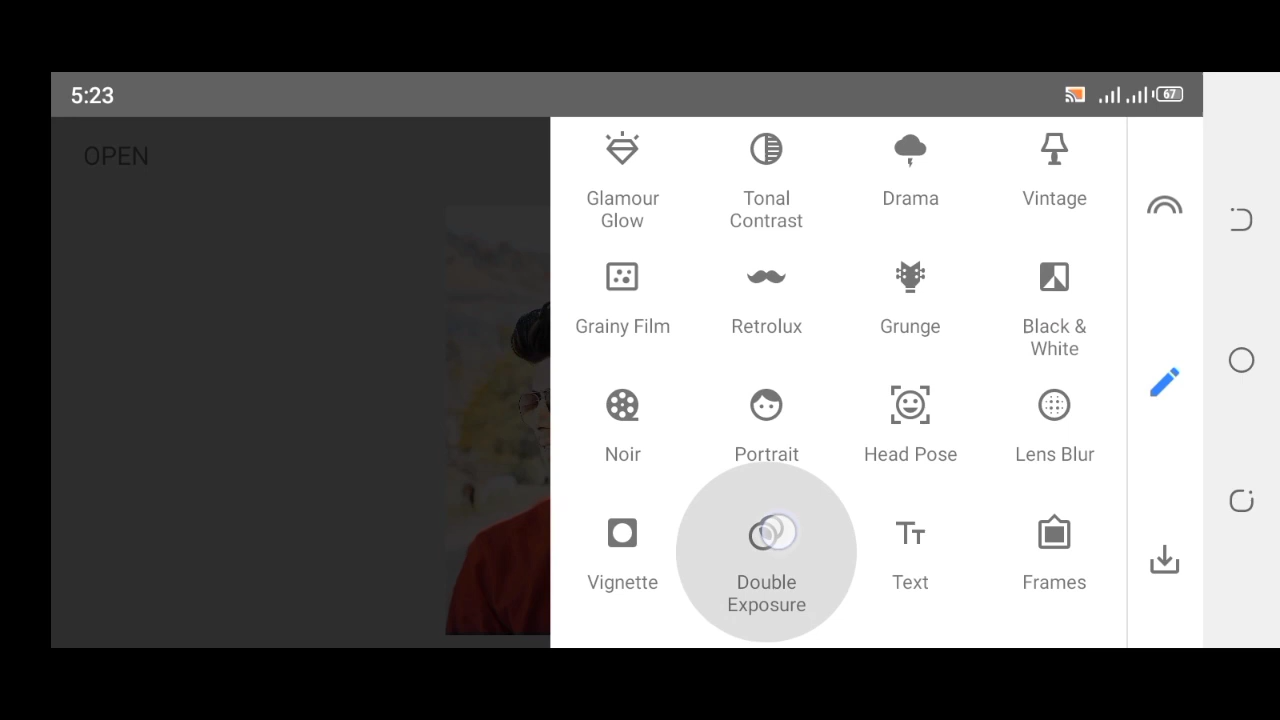 5:23
67
OPEN
Glamour
Glow
Tonal
Contrast
Drama
Vintage
Grainy Film
Retrolux
Grunge
Black &
White
Noir
Portrait
Head Pose
Lens Blur
Vignette
Double
Exposure
Text
Frames